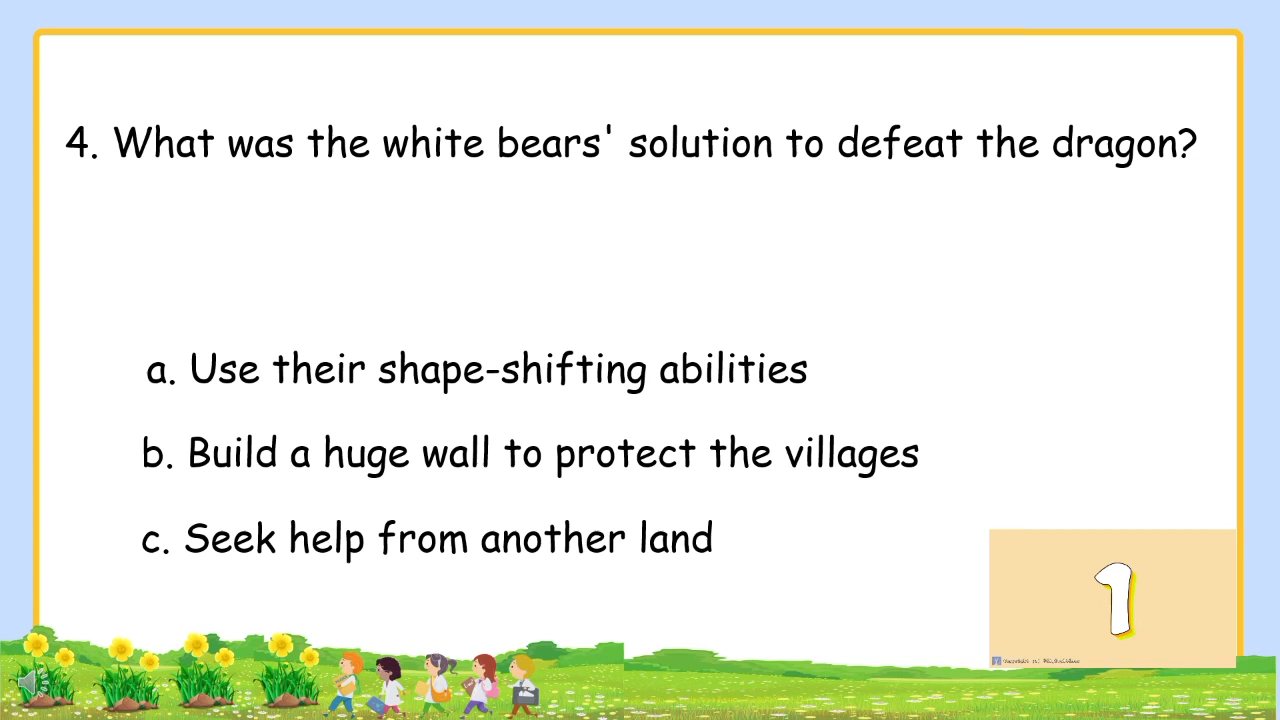 4. What was the white bears' solution to defeat the dragon?
a. Use their shape-shifting abilities
b. Build a huge wall to protect the villages
c. Seek help from another land
1